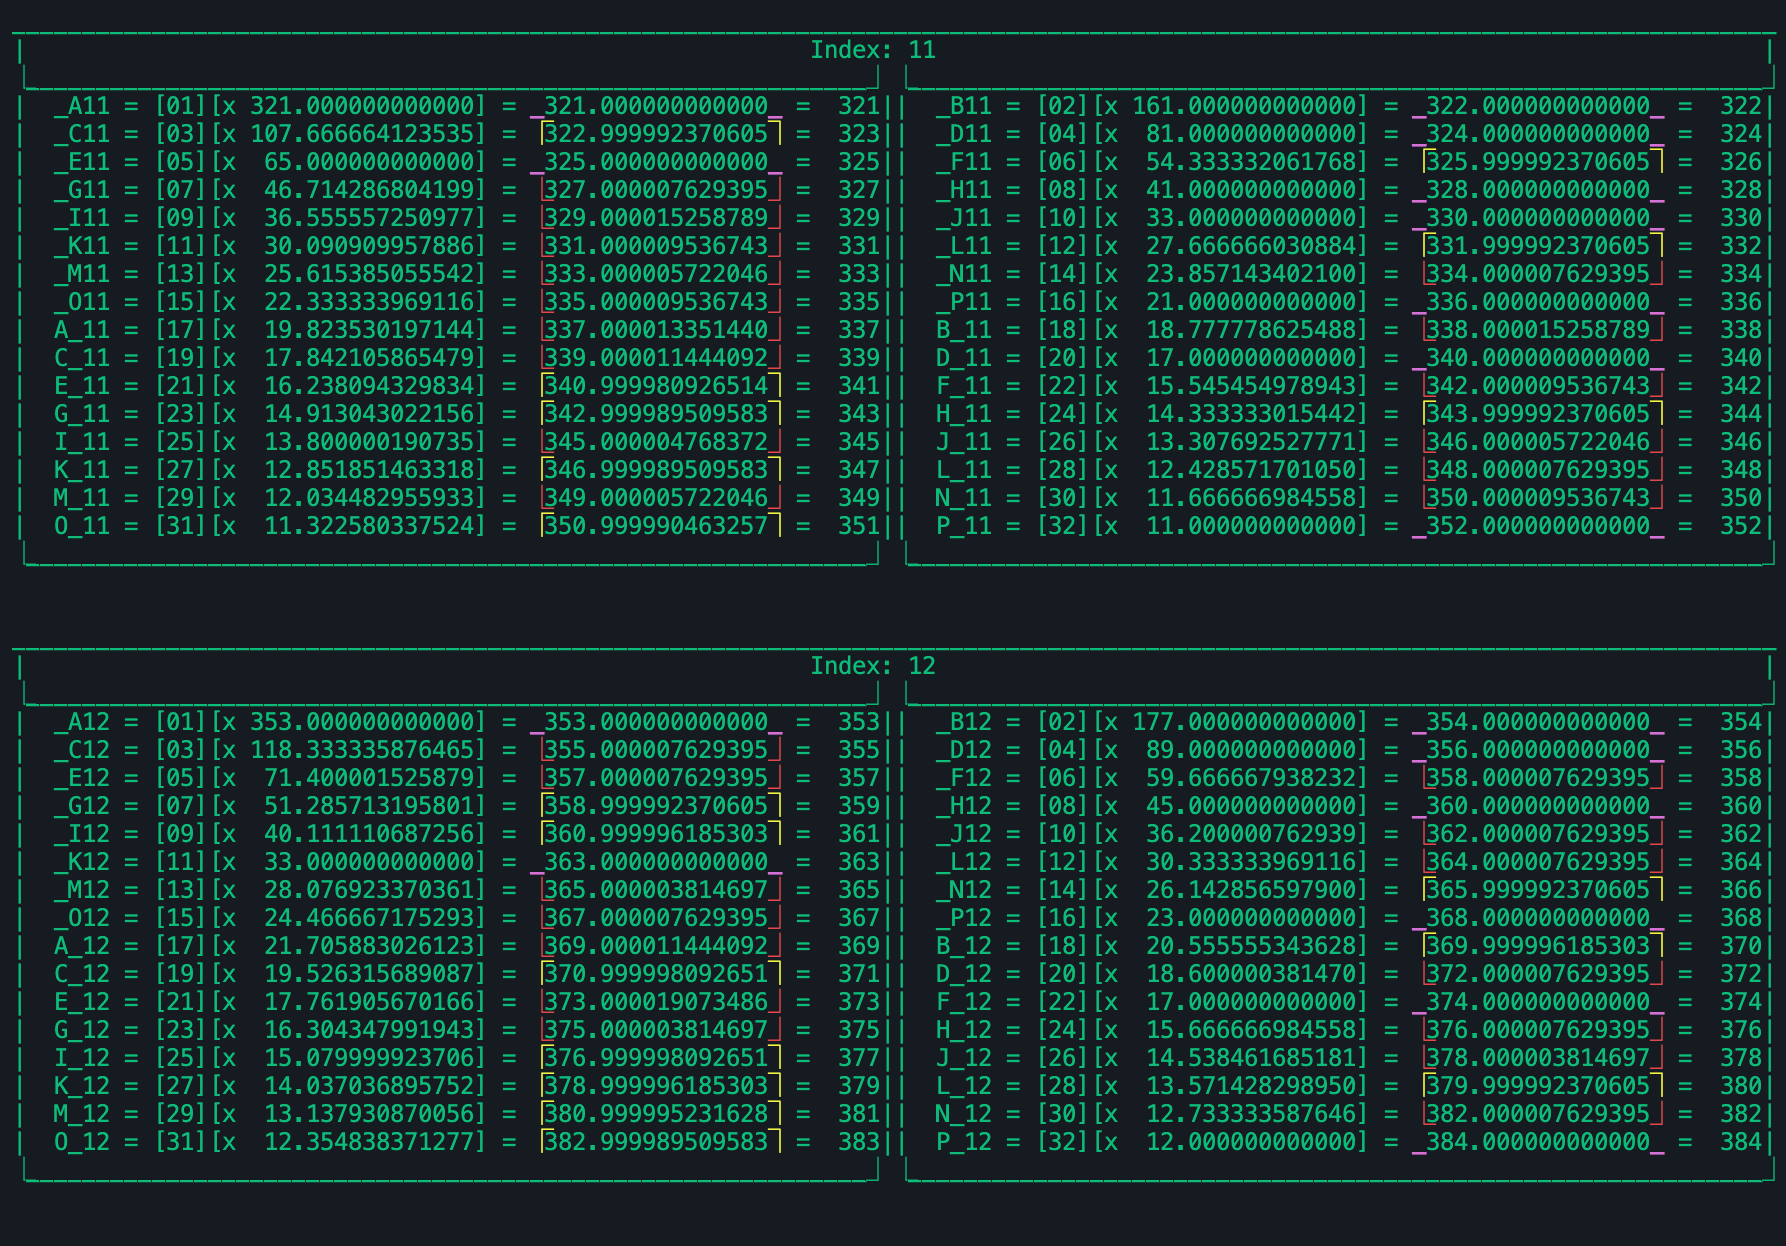 Index: 11
_A11 = [01][x 321.000000000000] = _321.000000000000_ = 321|| _B11 = [02][x 161.000000000000] = _322.000000000000_ = 322|
| _C11 = [03][x 107.666664123535] = 322.999992370605 = 323|| _D11 = [04][x 81.000000000000] = _324.000000000000_ = 324|
| _E11 = [05][x 65.000000000000] = _325.000000000000_ = 325|| _F11 = [06][x 54.333332061768] = 325.999992370605 = 326|
| _G11 = [07][x 46.714286804199] = 327.000007629395 = 327|| _H11 = [08][x 41.000000000000] = _328.000000000000_ = 328|
| _I11 = [09][x 36.555557250977] = 329.000015258789 = 329|| _J11 = [10][x 33.000000000000] = _330.000000000000_ = 330|
| _K11 = [11][x 30.090909957886] = 331.000009536743 = 331|| _L11 = [12][x 27.666666030884] = 331.999992370605 = 332|
| _M11 = [13][x 25.615385055542] = 333.000005722046 = 333|| _N11 = [14][x 23.857143402100] = 334.000007629395 = 334|
| _O11 = [15][x 22.333333969116] = 335.000009536743 = 335|| _P11 = [16][x 21.000000000000] = _336.000000000000_ = 336|
| A_11 = [17][x 19.823530197144] = 337.000013351440 = 337|| B_11 = [18][x 18.777778625488] = 338.000015258789 = 338|
| C_11 = [19][x 17.842105865479] = 339.000011444092 = 339|| D_11 = [20][x 17.000000000000] = _340.000000000000_ = 340|
| E_11 = [21][x 16.238094329834] = 340.999980926514 = 341|| F_11 = [22][x 15.545454978943] = 342.000009536743 = 342|
| G_11 = [23][x 14.913043022156] = 342.999989509583 = 343|| H_11 = [24][x 14.333333015442] = 343.999992370605 = 344|
| I_11 = [25][x 13.800000190735] = 345.000004768372 = 345|| J_11 = [26][x 13.307692527771] = 346.000005722046 = 346|
| K_11 = [27][x 12.851851463318] = 346.999989509583 = 347|| L_11 = [28][x 12.428571701050] = 348.000007629395 = 348|
| M_11 = [29][x 12.034482955933] = 349.000005722046 = 349|| N_11 = [30][x 11.666666984558] = 350.000009536743 = 350|
| O_11 = [31][x 11.322580337524] = 350.999990463257 = 351|| P_11 = [32][x 11.000000000000] = _352.000000000000_ = 352|
Index: 12
| _A12 = [01][x 353.000000000000] = _353.000000000000_ = 353|| _B12 = [02][x 177.000000000000] = _354.000000000000_ = 354|
| _C12 = [03][x 118.333335876465] = 355.000007629395 = 355|| _D12 = [04][x 89.000000000000] = _356.000000000000_ = 356|
| _E12 = [05][x 71.400001525879] = 357.000007629395 = 357|| _F12 = [06][x 59.666667938232] = 358.000007629395 = 358|
| _G12 = [07][x 51.285713195801] = 358.999992370605 = 359|| _H12 = [08][x 45.000000000000] = _360.000000000000_ = 360|
| _I12 = [09][x 40.111110687256] = 360.999996185303 = 361|| _J12 = [10][x 36.200000762939] = 362.000007629395 = 362|
| _K12 = [11][x 33.000000000000] = _363.000000000000_ = 363|| _L12 = [12][x 30.333333969116] = 364.000007629395 = 364|
| _M12 = [13][x 28.076923370361] = 365.000003814697 = 365|| _N12 = [14][x 26.142856597900] = 365.999992370605 = 366|
| _O12 = [15][x 24.466667175293] = 367.000007629395 = 367|| _P12 = [16][x 23.000000000000] = _368.000000000000_ = 368|
| A_12 = [17][x 21.705883026123] = 369.000011444092 = 369|| B_12 = [18][x 20.555555343628] = 369.999996185303 = 370|
| C_12 = [19][x 19.526315689087] = 370.999998092651 = 371|| D_12 = [20][x 18.600000381470] = 372.000007629395 = 372|
| E_12 = [21][x 17.761905670166] = 373.000019073486 = 373|| F_12 = [22][x 17.000000000000] = _374.000000000000_ = 374|
| G_12 = [23][x 16.304347991943] = 375.000003814697 = 375|| H_12 = [24][x 15.666666984558] = 376.000007629395 = 376|
| I_12 = [25][x 15.079999923706] = 376.999998092651 = 377|| J_12 = [26][x 14.538461685181] = 378.000003814697 = 378|
| K_12 = [27][x 14.037036895752] = 378.999996185303 = 379|| L_12 = [28][x 13.571428298950] = 379.999992370605 = 380|
| M_12 = [29][x 13.137930870056] = 380.999995231628 = 381|| N_12 = [30][x 12.733333587646] = 382.000007629395 = 382|
| O_12 = [31][x 12.354838371277] = 382.999989509583 = 383|| P_12 = [32][x 12.000000000000] = _384.000000000000_ = 384|